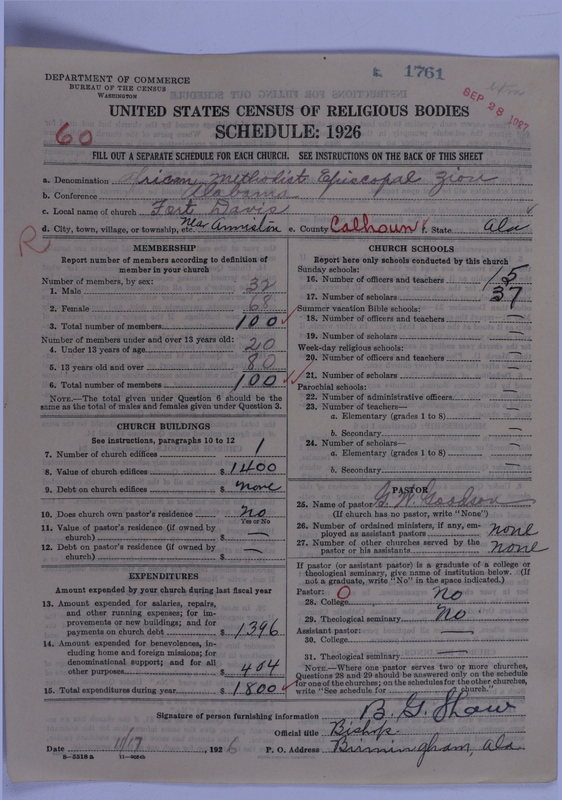 DEPARTMENT OF COMMERCE
BUREAU OF THE CENSUS
WASHINGTON
E. 1761
SEP 28 1927
UNITED STATES CENSUS OF RELIGIOUS BODIES
60
SCHEDULE: 1926
FILL OUT A SEPARATE SCHEDULE FOR EACH CHURCH. SEE INSTRUCTIONS ON THE BACK OF THIS SHEET
a. Denomination African Methodist Episcopal Zion
b. Conference Alabama
c. Local name of church Fort Davis
d. City, town, village, or township, etc. Near Anniston e. County Calhoun f. State Ala
R
MEMBERSHIP
Report number of members according to definition of
member in your church
Number of members, by sex:
1. Male 32
2. Female 68
3. Total number of members 100
Number of members under and over 13 years old:
4. Under 13 years of age 20
5. 13 years old and over 80
6. Total number of members 100
NOTE.—The total given under Question 6 should be the
same as the total of males and females given under Question 3.
CHURCH BUILDINGS
See instructions, paragraphs 10 to 12
7. Number of church edifices 1
8. Value of church edifices $ 1400
9. Debt on church edifices $ none
10. Does church own pastor's residence? No
Yes or No
11. Value of pastor's residence (if owned by
church) $ —
12. Debt on pastor's residence (if owned by
church) $ —
EXPENDITURES
Amount expended by your church during last fiscal year
13. Amount expended for salaries, repairs,
and other running expenses; for im-
provements or new buildings; and for
payments on church debt $ 1396
14. Amount expended for benevolences, in-
cluding home and foreign missions; for
denominational support; and for all
other purposes $ 404
15. Total expenditures during year $ 1800
CHURCH SCHOOLS
Report here only schools conducted by this church
Sunday schools:
16. Number of officers and teachers 15
17. Number of scholars 37
Summer vacation Bible schools:
18. Number of officers and teachers —
19. Number of scholars —
Week-day religious schools:
20. Number of officers and teachers —
21. Number of scholars —
Parochial schools:
22. Number of administrative officers —
23. Number of teachers—
a. Elementary (grades 1 to 8) —
b. Secondary —
24. Number of scholars—
a. Elementary (grades 1 to 8) —
b. Secondary —
PASTOR
25. Name of pastor G. W. Goodson
(If church has no pastor, write "None")
26. Number of ordained ministers, if any, em-
ployed as assistant pastors none
27. Number of other churches served by the
pastor or his assistants none
If pastor (or assistant pastor) is a graduate of a college or
theological seminary, give name of institution below. (If
not a graduate, write "No" in the space indicated.)
Pastor: O
28. College No
29. Theological seminary No.
Assistant pastor:
30. College —
31. Theological seminary —
NOTE.—Where one pastor serves two or more churches,
Questions 28 and 29 should be answered only on the schedule
for one of the churches; on the schedules for the other churches,
write "See schedule for church."
Signature of person furnishing information B. G. Shaw
Official title Bishop
Date 11/17, 1926 P. O. Address Birmingham, Ala
8—5518a